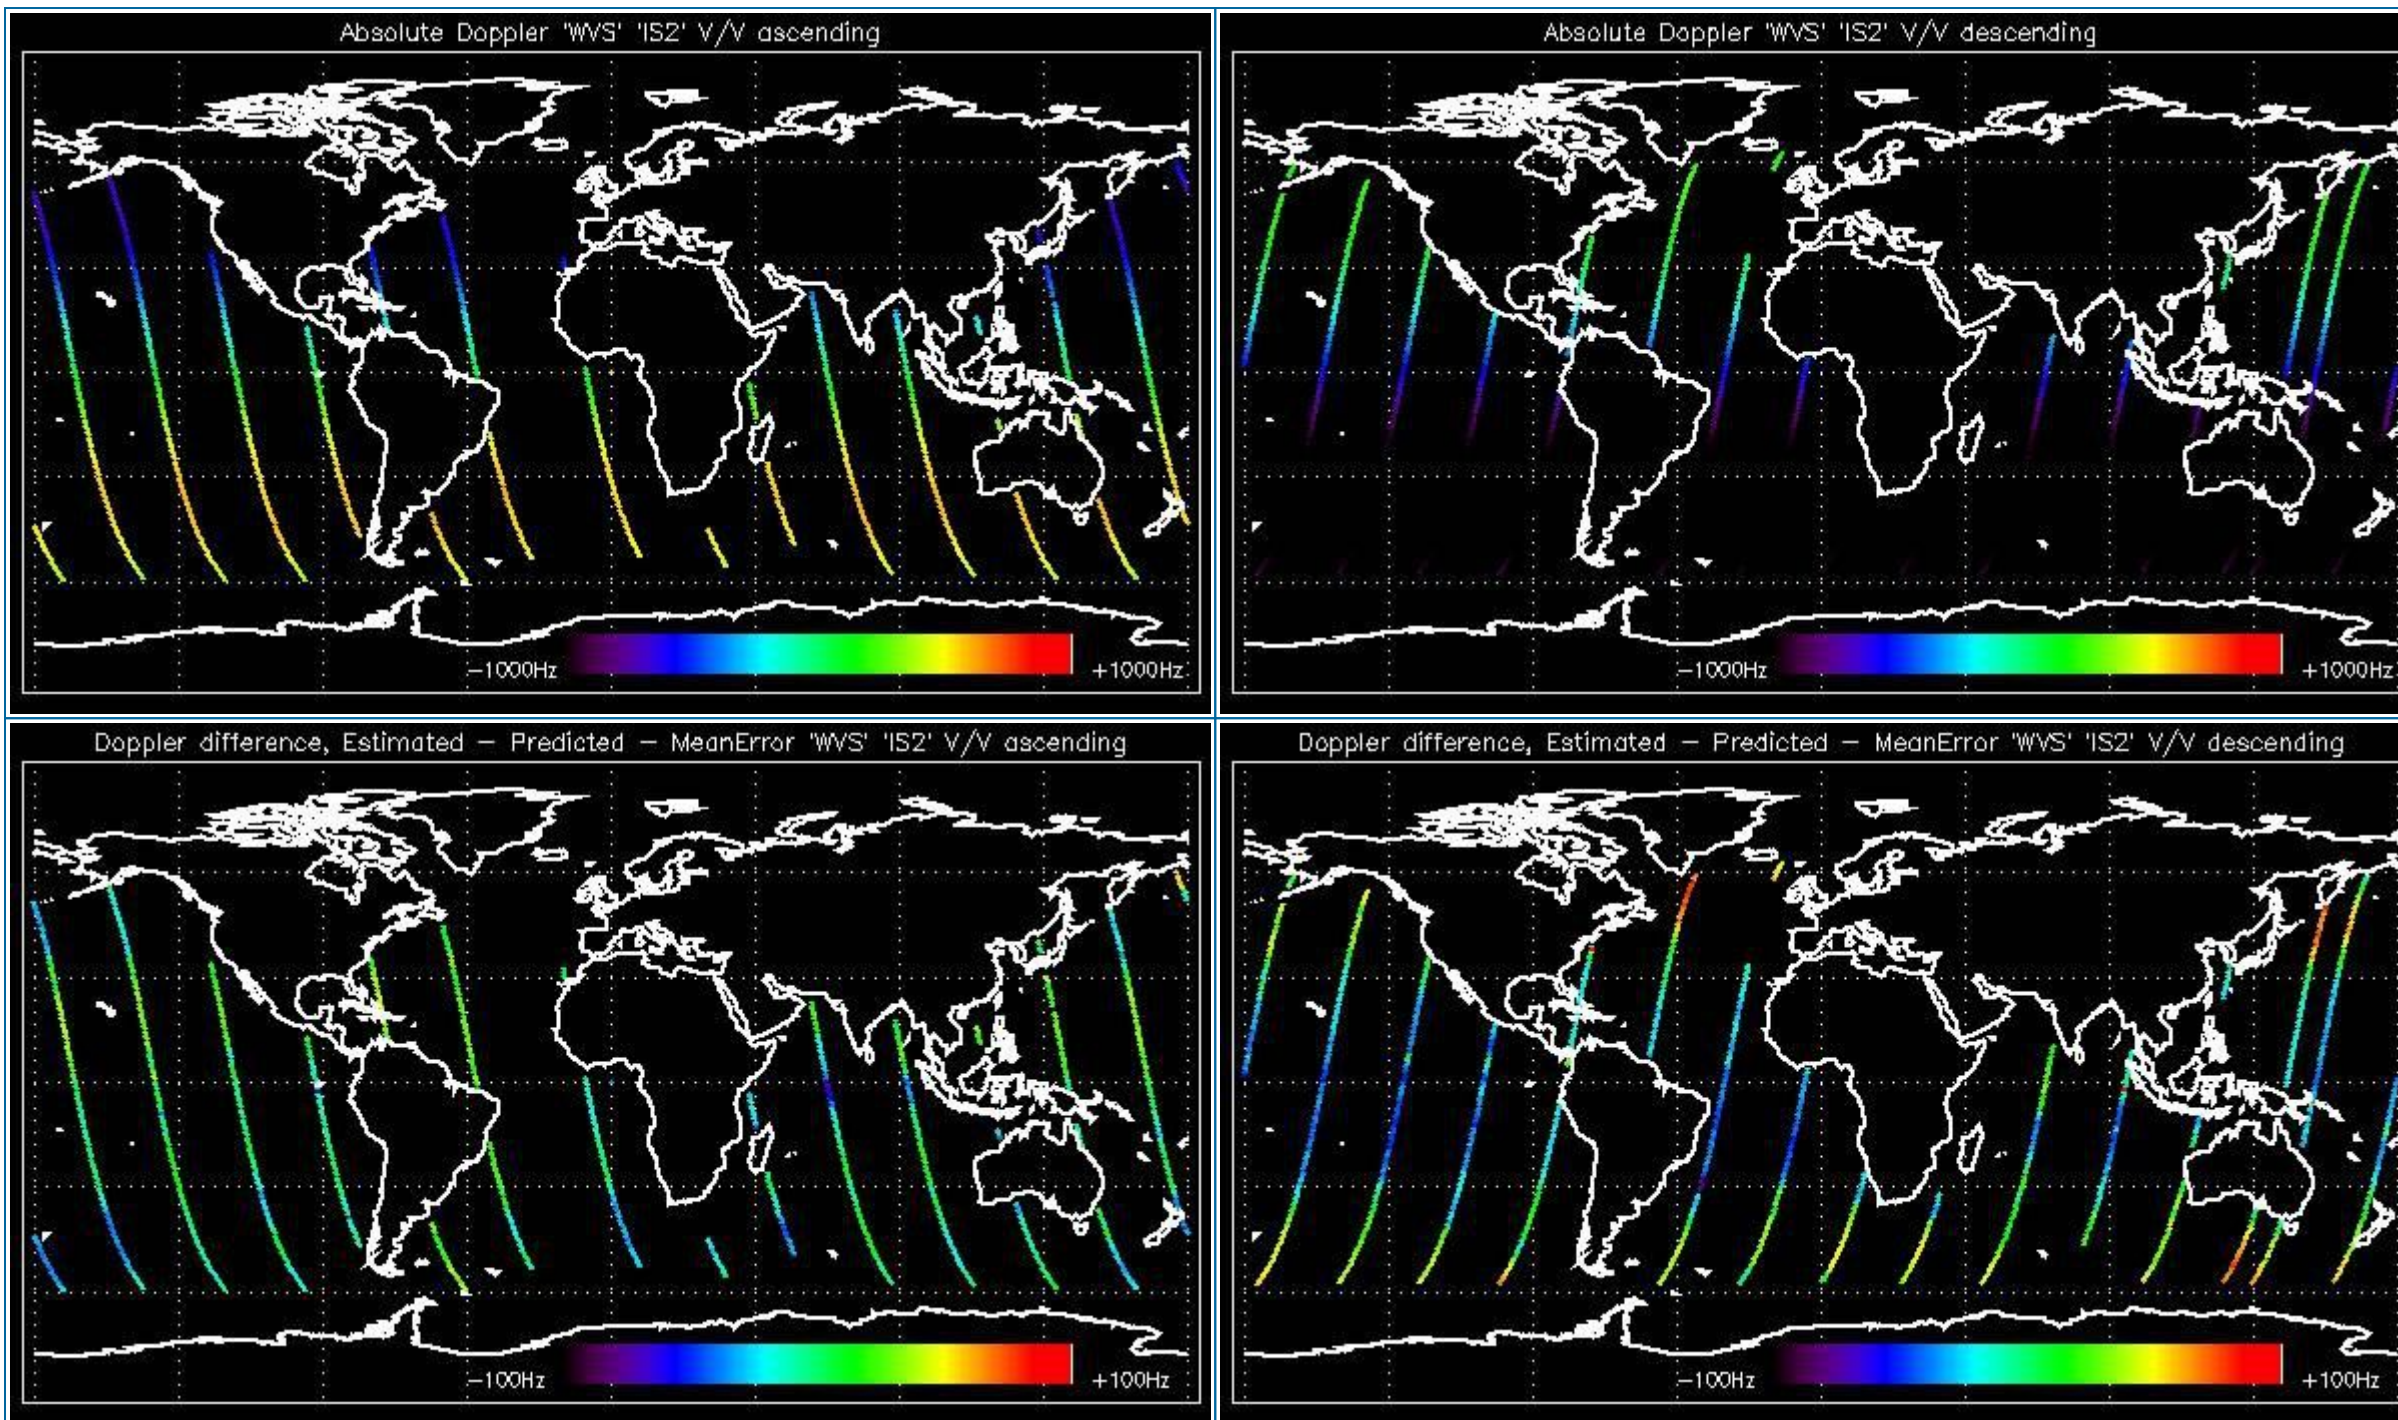 Absolute Doppler 'WVS' 'IS2' V/V ascending
-1000Hz +1000Hz
Absolute Doppler 'WVS' 'IS2' V/V descending
-1000Hz +1000Hz
Doppler difference, Estimated - Predicted - MeanError 'WVS' 'IS2' V/V ascending
-100Hz +100Hz
Doppler difference, Estimated - Predicted - MeanError 'WVS' 'IS2' V/V descending
-100Hz +100Hz